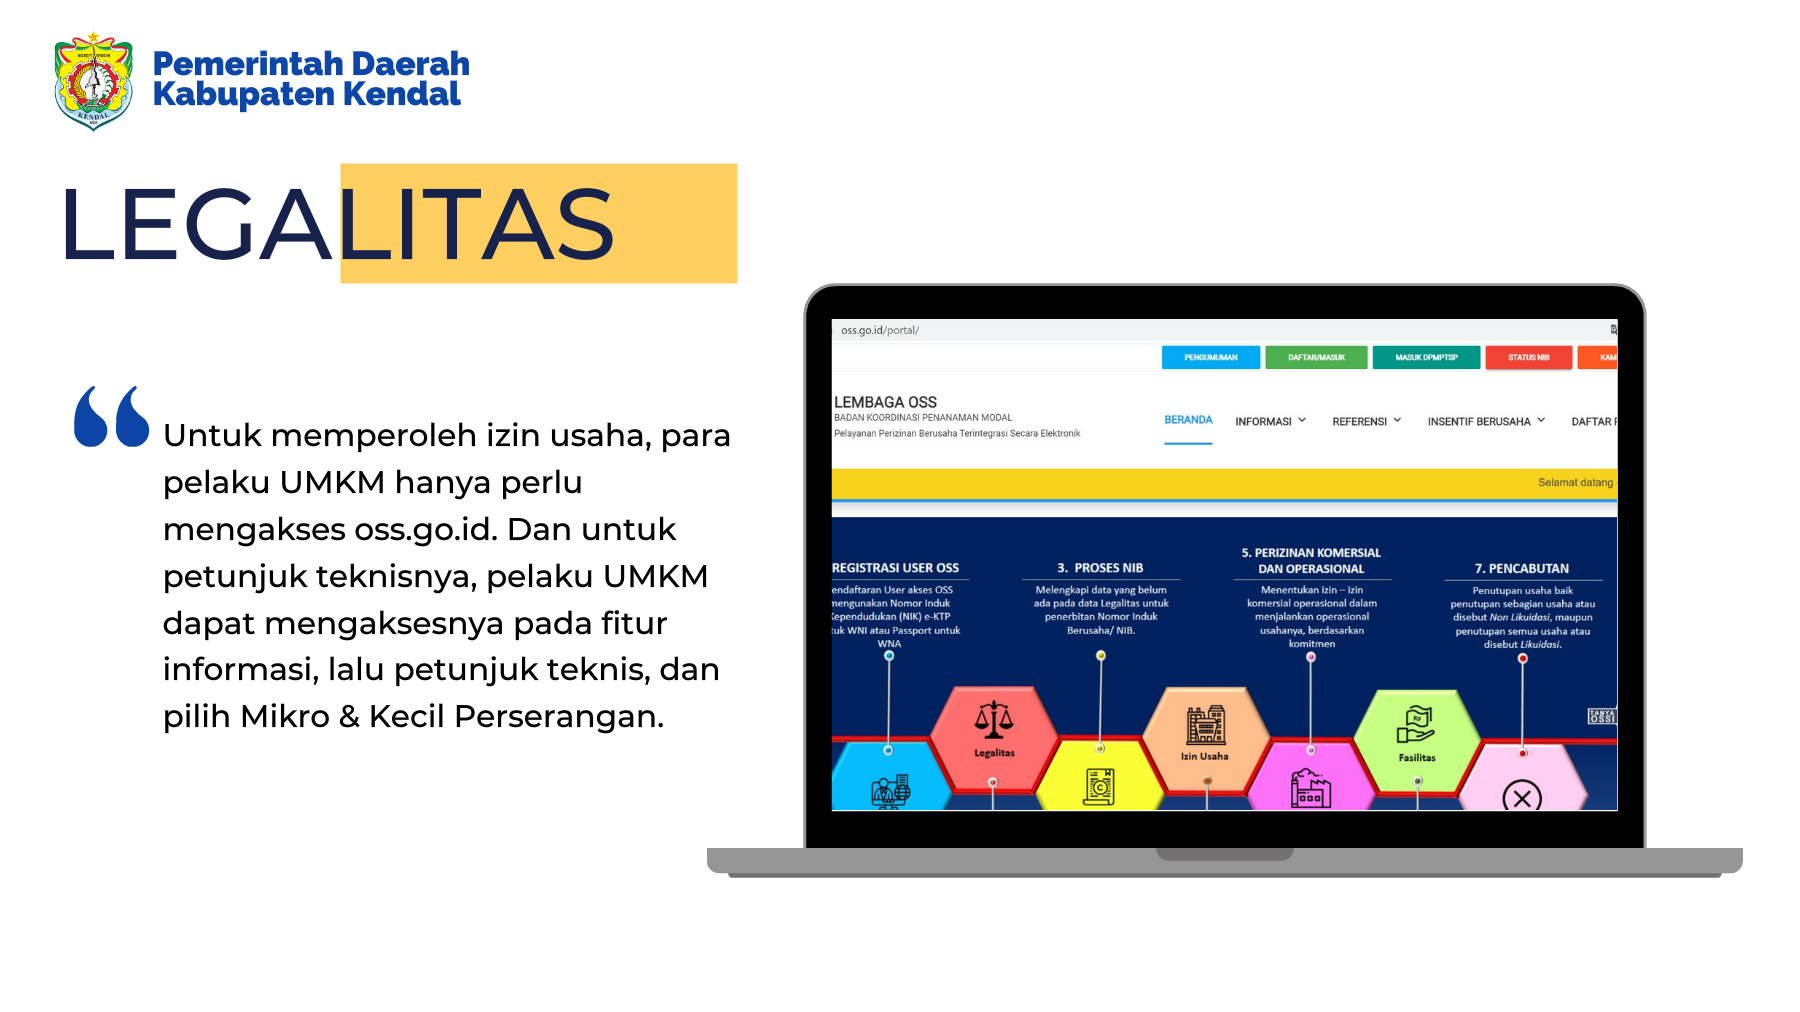 Pemerintah Daerah
Kabupaten Kendal
KENDAL
LEGALITAS
Untuk memperoleh izin usaha, para
pelaku UMKM hanya perlu
mengakses oss.go.id. Dan untuk
petunjuk teknisnya, pelaku UMKM
dapat mengaksesnya pada fitur
informasi, lalu petunjuk teknis, dan
pilih Mikro & Kecil Perserangan.
oss.go.id/portal/
PENGUMUMAN
DAFTAR/MASUK
MASUK DPMPTSP
STATUS NIB
KAM
LEMBAGA OSS
BADAN KOORDINASI PENANAMAN MODAL
Pelayanan Perizinan Berusaha Terintegrasi Secara Elektronik
BERANDA
INFORMASI
REFERENSI
INSENTIF BERUSAHA
DAFTAR
Selamat datang
REGISTRASI USER OSS
endaftaran User akses OSS
mengunakan Nomor Induk
Kependudukan (NIK) e-KTP
tuk WNI atau Passport untuk
WNA
3. PROSES NIB
Melengkapi data yang belum
ada pada data Legalitas untuk
penerbitan Nomor Induk
Berusaha/ NIB.
5. PERIZINAN KOMERSIAL
DAN OPERASIONAL
Menentukan izin – izin
komersial operasional dalam
menjalankan operasional
usahanya, berdasarkan
komitmen
7. PENCABUTAN
Penutupan usaha baik
penutupan sebagian usaha atau
disebut Non Likuidasi, maupun
penutupan semua usaha atau
disebut Likuidasi.
TANYA
OSSI
Legalitas
Izin Usaha
Rp
Fasilitas